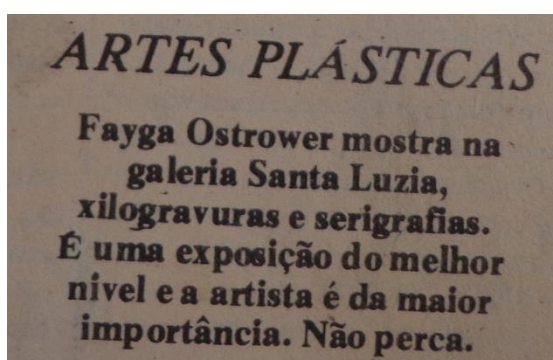 ARTES PLÁSTICAS
Fayga Ostrower mostra na
galeria Santa Luzia,
xilogravuras e serigrafias.
É uma exposição do melhor
nível e a artista é da maior
importância. Não perca.